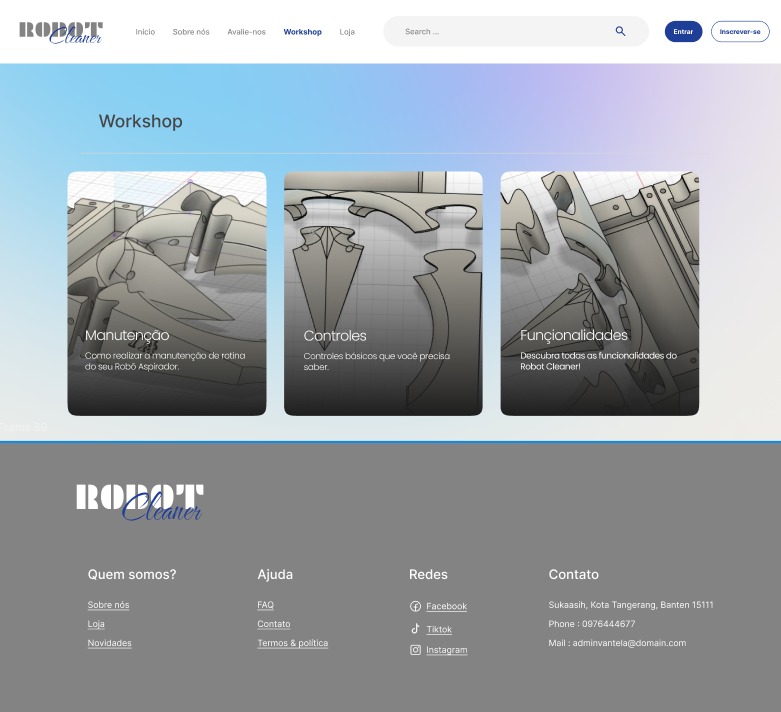 ROBOT
Cleaner
Início
Sobre nós
Avalie-nos
Workshop
Loja
Search ...
Entrar
Inscrever-se
Workshop
Manutenção
Como realizar a manutenção de rotina
do seu Robô Aspirador.
Controles
Controles básicos que você precisa
saber.
Funçionalidades
Descubra todas as funcionalidades do
Robot Cleaner!
ROBOT
Cleaner
Quem somos?
Sobre nós
Loja
Novidades
Ajuda
FAQ
Contato
Termos & política
Redes
Facebook
Tiktok
Instagram
Contato
Sukaasih, Kota Tangerang, Banten 15111
Phone : 0976444677
Mail : adminvantela@domain.com